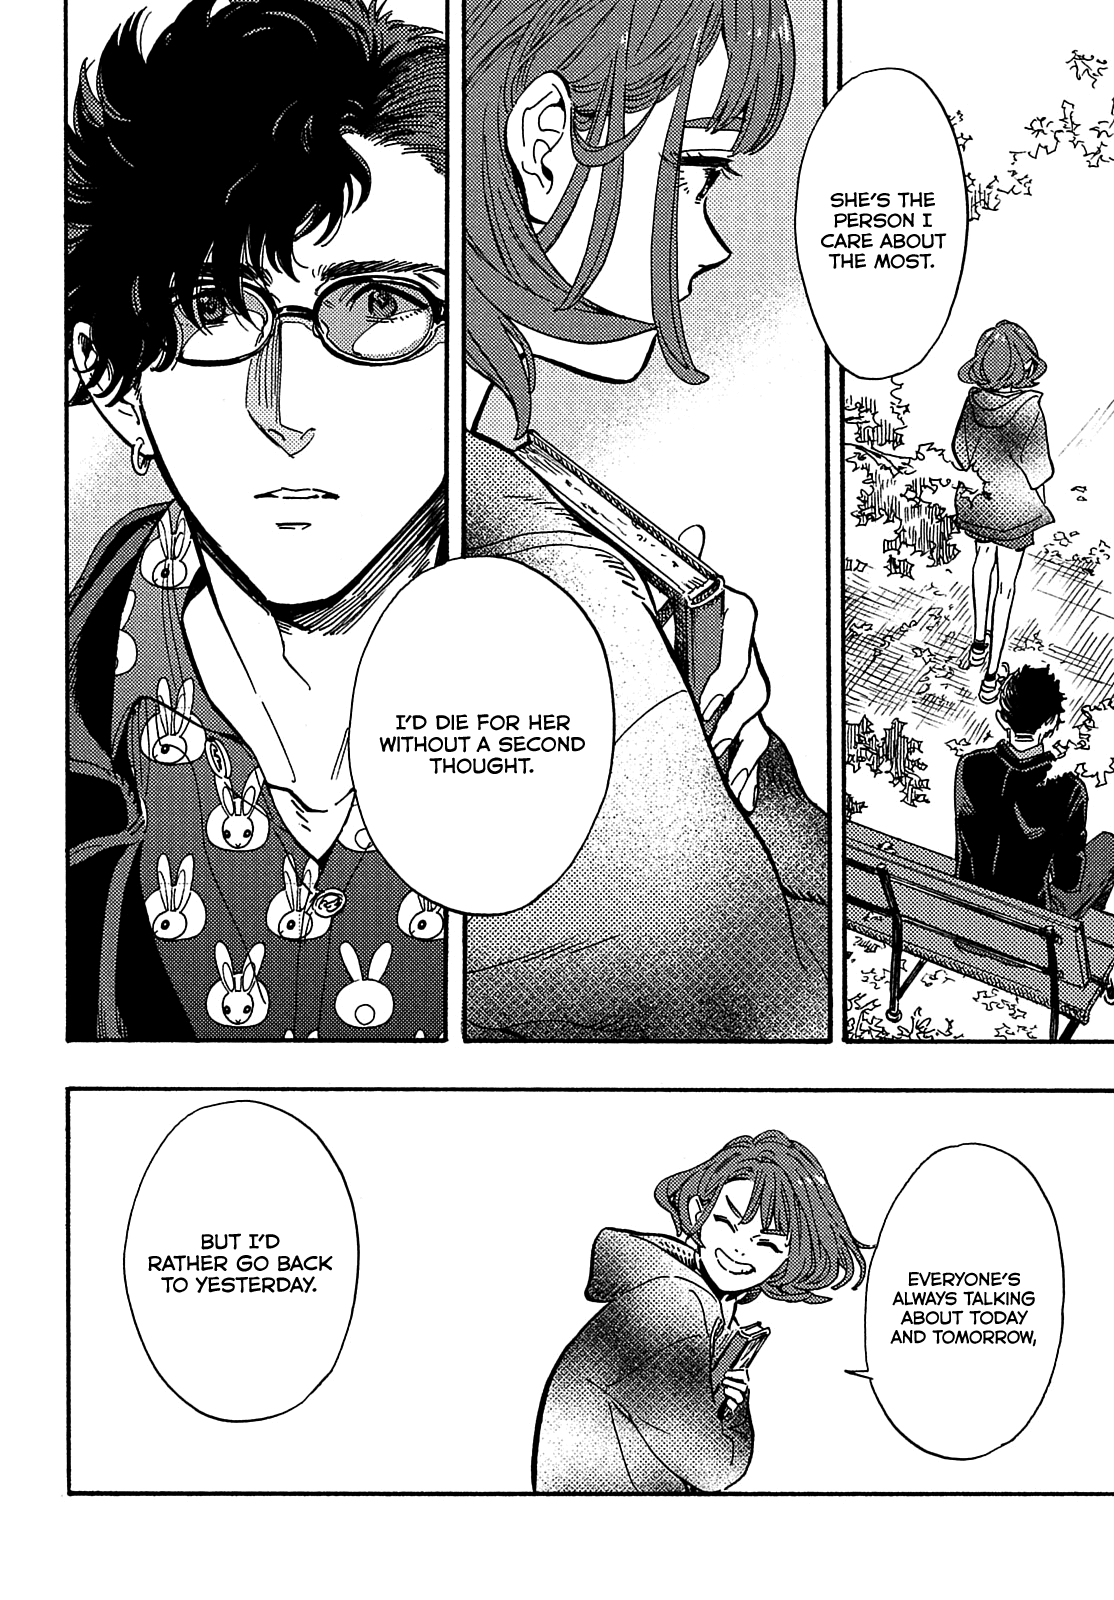 SHE'S THE
PERSON I
CARE ABOUT
THE MOST.
I'D DIE FOR HER
WITHOUT A SECOND
THOUGHT.
EVERYONE'S
ALWAYS TALKING
ABOUT TODAY
AND TOMORROW,
BUT I'D
RATHER GO BACK
TO YESTERDAY.